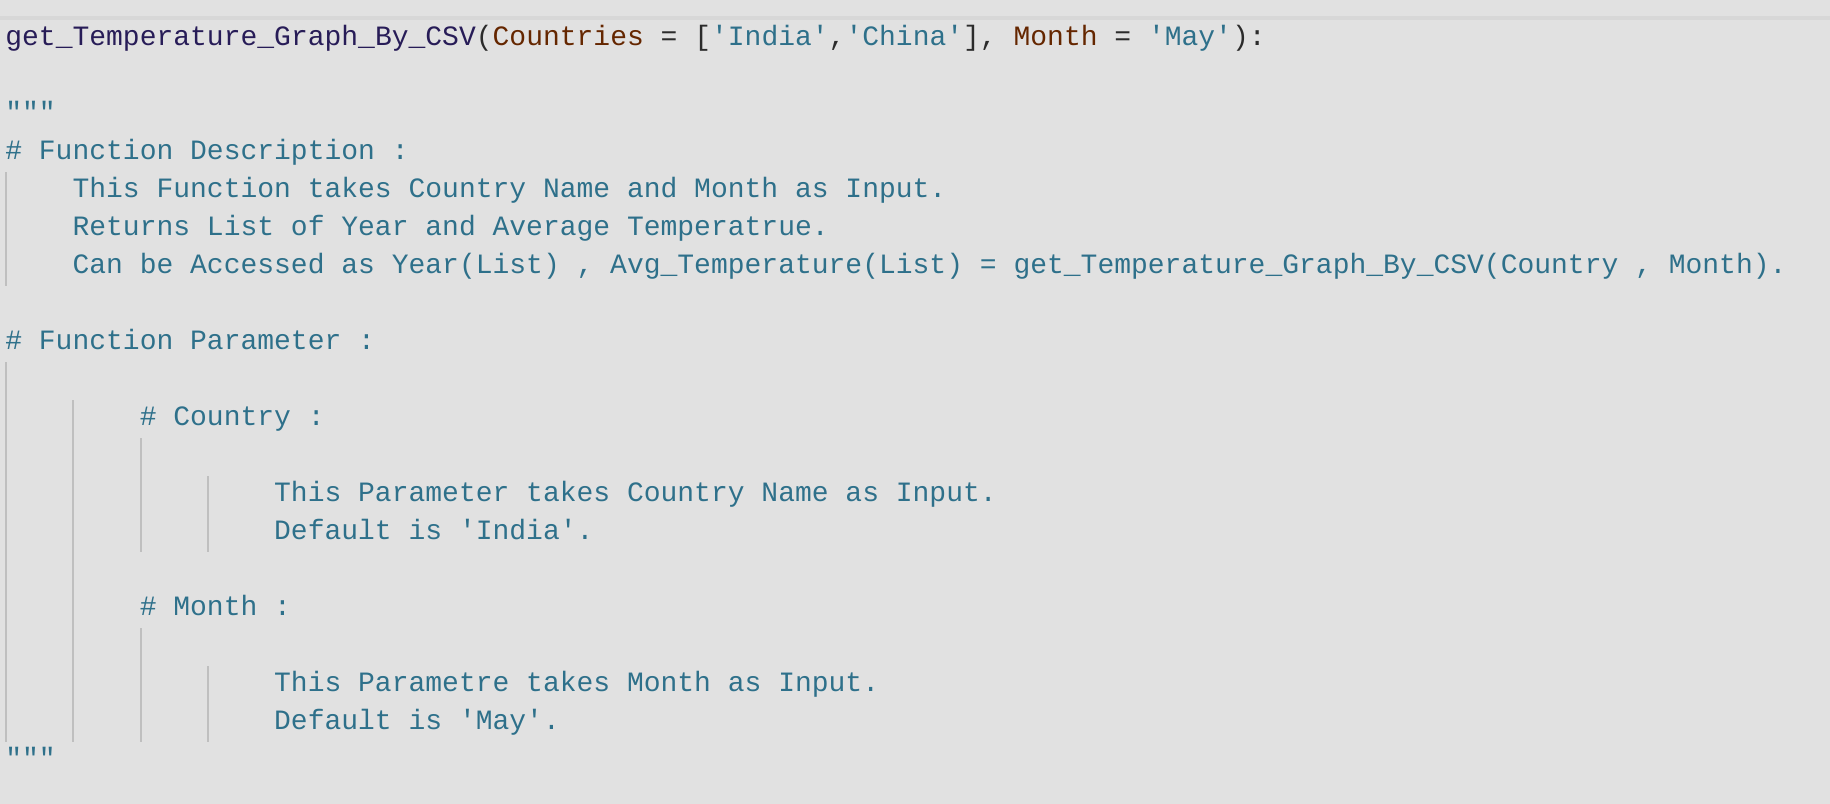 get_Temperature_Graph_By_CSV(Countries = ['India','China'], Month = 'May'):
"""
# Function Description :
This Function takes Country Name and Month as Input.
Returns List of Year and Average Temperatrue.
Can be Accessed as Year(List) , Avg_Temperature(List) = get_Temperature_Graph_By_CSV(Country , Month).
# Function Parameter :
# Country :
This Parameter takes Country Name as Input.
Default is 'India'.
# Month :
This Parametre takes Month as Input.
Default is 'May'.
"""